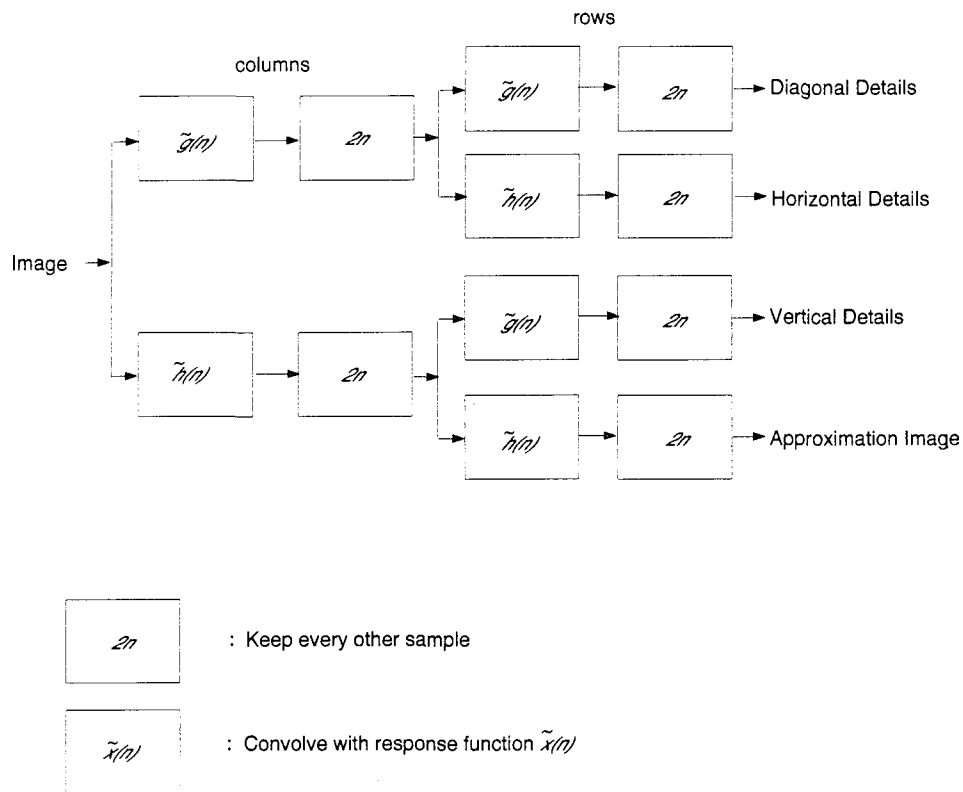 rows
columns
g̃(n)
2n
Diagonal Details
g̃(n)
2n
h̃(n)
2n
Horizontal Details
Image
g̃(n)
2n
Vertical Details
h̃(n)
2n
h̃(n)
2n
Approximation Image
2n
: Keep every other sample
x̃(n)
: Convolve with response function x̃(n)